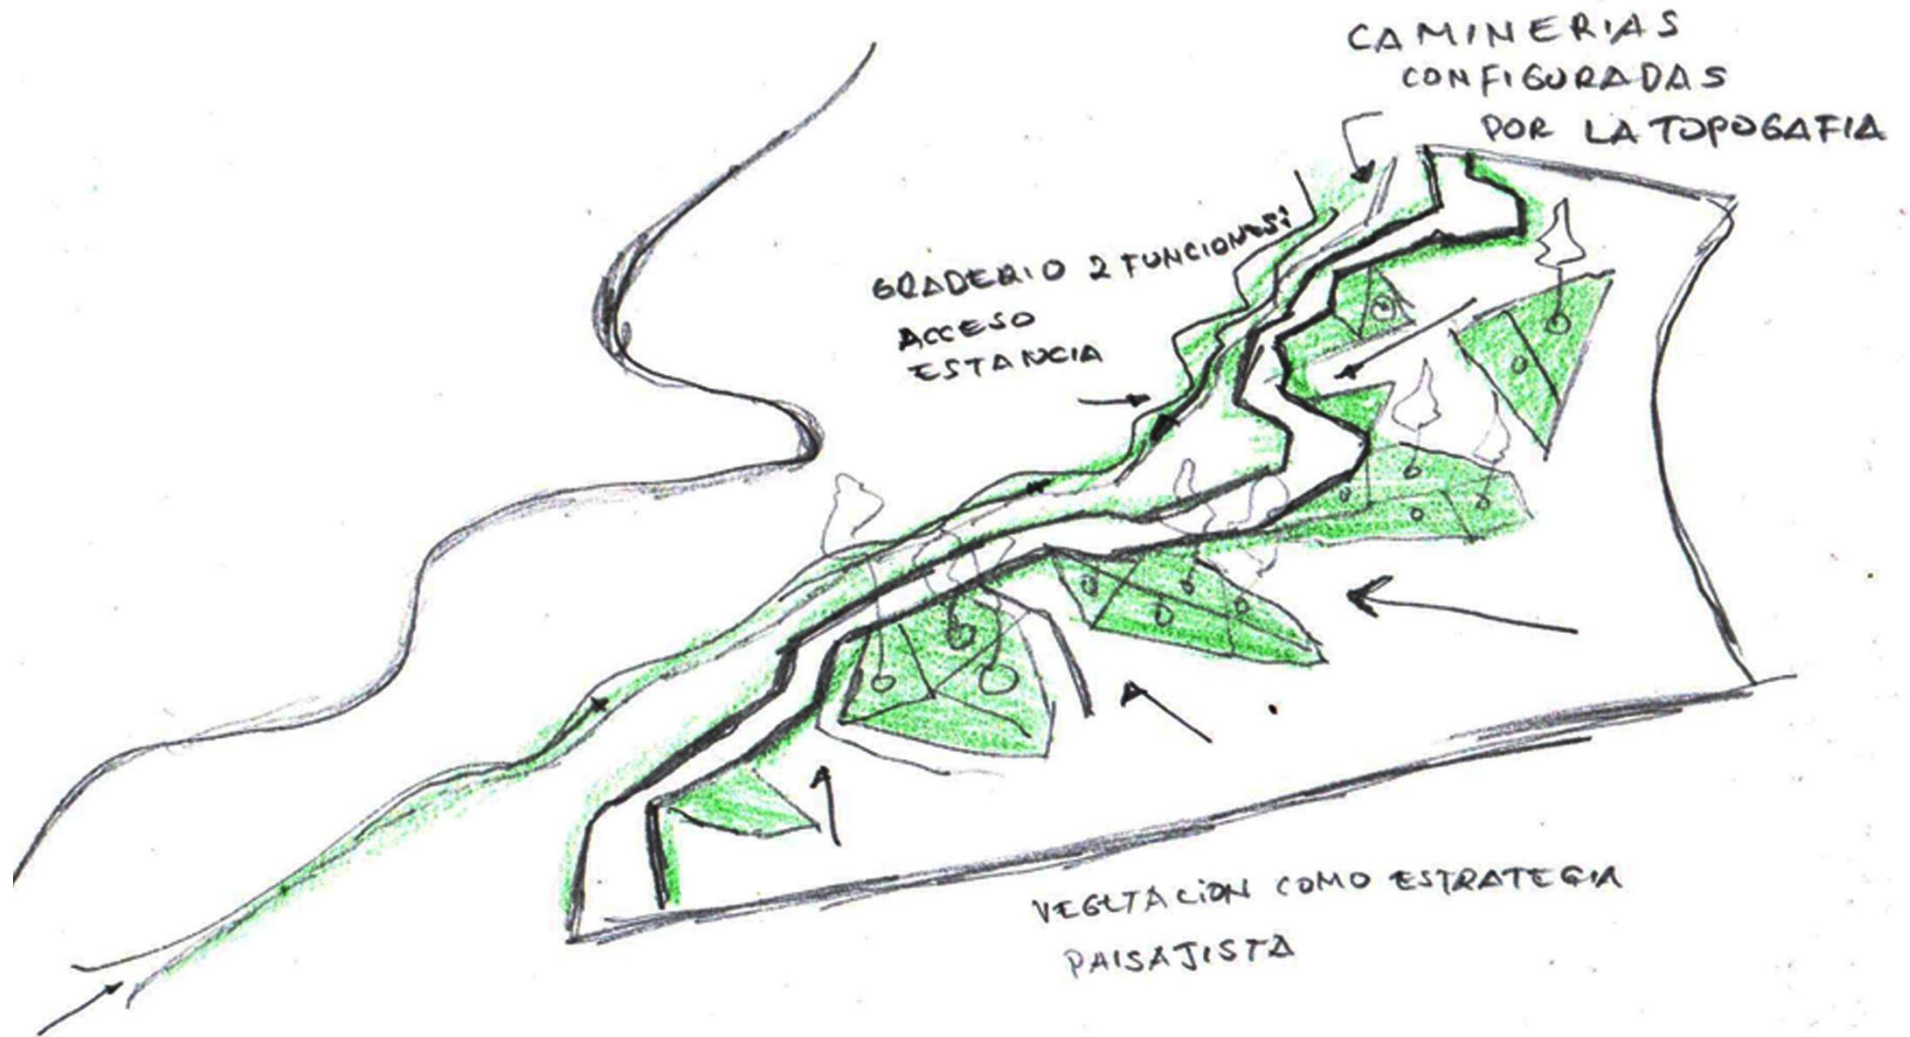 CAMINERIAS
CONFIGURADAS
POR LA TOPOGAFIA
GRADERIO 2 FUNCIONES:
ACCESO
ESTANCIA
VEGETACION COMO ESTRATEGIA
PAISAJISTA